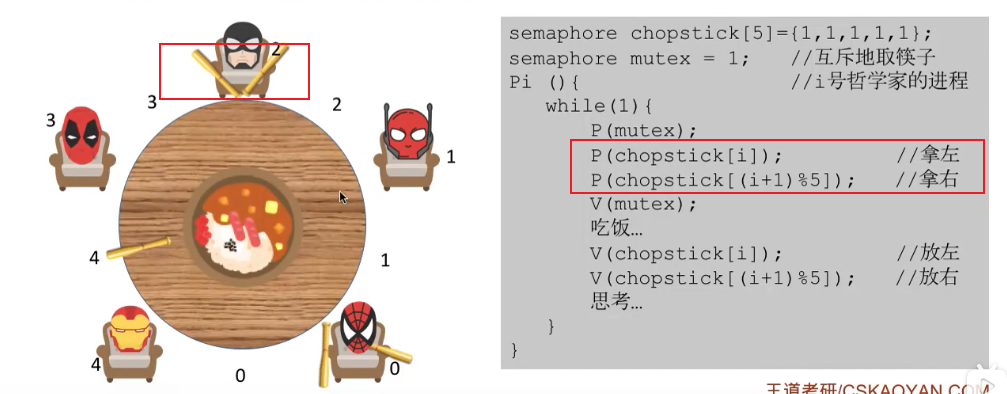 2
3
2
3
1
4
1
4
0
0
semaphore chopstick[5]={1,1,1,1,1};
semaphore mutex = 1; //互斥地取筷子
Pi (){ //i号哲学家的进程
while(1){
P(mutex);
P(chopstick[i]); //拿左
P(chopstick[(i+1)%5]); //拿右
V(mutex);
吃饭…
V(chopstick[i]); //放左
V(chopstick[(i+1)%5]); //放右
思考…
}
}
王道考研/CSKAOYAN.COM